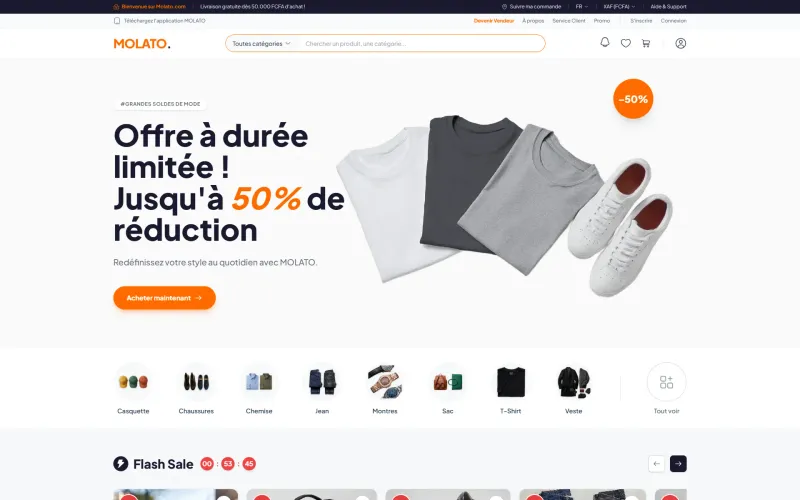 Bienvenue sur Molato.com
Livraison gratuite dès 50.000 FCFA d'achat !
Suivre ma commande
FR
XAF(FCFA)
Aide & Support
Téléchargez l'application MOLATO
Devenir Vendeur
À propos
Service Client
Promo
S'inscrire
Connexion
MOLATO.
Toutes catégories
Chercher un produit, une catégorie...
-50%
#GRANDES SOLDES DE MODE
Offre à durée
limitée !
Jusqu'à 50% de
réduction
Redéfinissez votre style au quotidien avec MOLATO.
Acheter maintenant
Casquette
Chaussures
Chemise
Jean
Montres
Sac
T-Shirt
Veste
Tout voir
Flash Sale 00 : 53 : 45